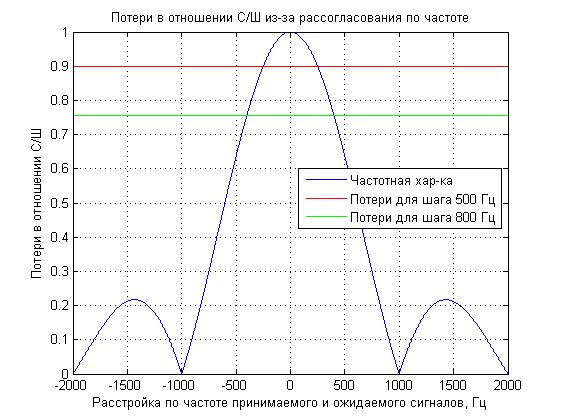 Потери в отношении С/Ш из-за рассогласования по частоте
Потери в отношении С/Ш
1
0.9
0.8
0.7
0.6
0.5
0.4
0.3
0.2
0.1
0
Частотная хар-ка
Потери для шага 500 Гц
Потери для шага 800 Гц
-2000 -1500 -1000 -500 0 500 1000 1500 2000
Расстройка по частоте принимаемого и ожидаемого сигналов, Гц